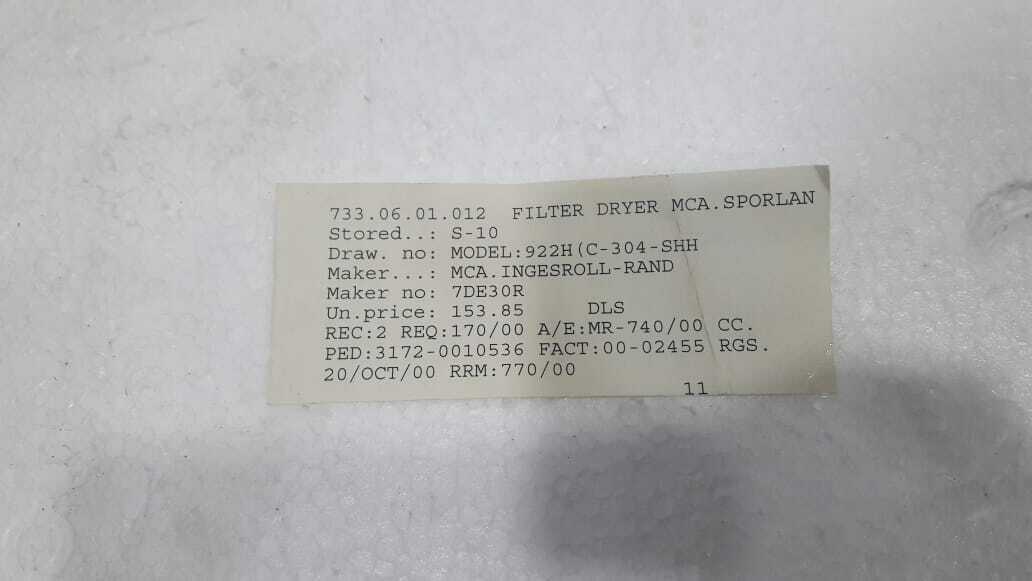 733.06.01.012 FILTER DRYER MCA.SPORLAN
Stored..: S-10
Draw. no: MODEL:922H(C-304-SHH
Maker...: MCA.INGESROLL-RAND
Maker no: 7DE30R
Un.price: 153.85 DLS
REC:2 REQ:170/00 A/E:MR-740/00 CC.
PED:3172-0010536 FACT:00-02455 RGS.
20/OCT/00 RRM:770/00
11